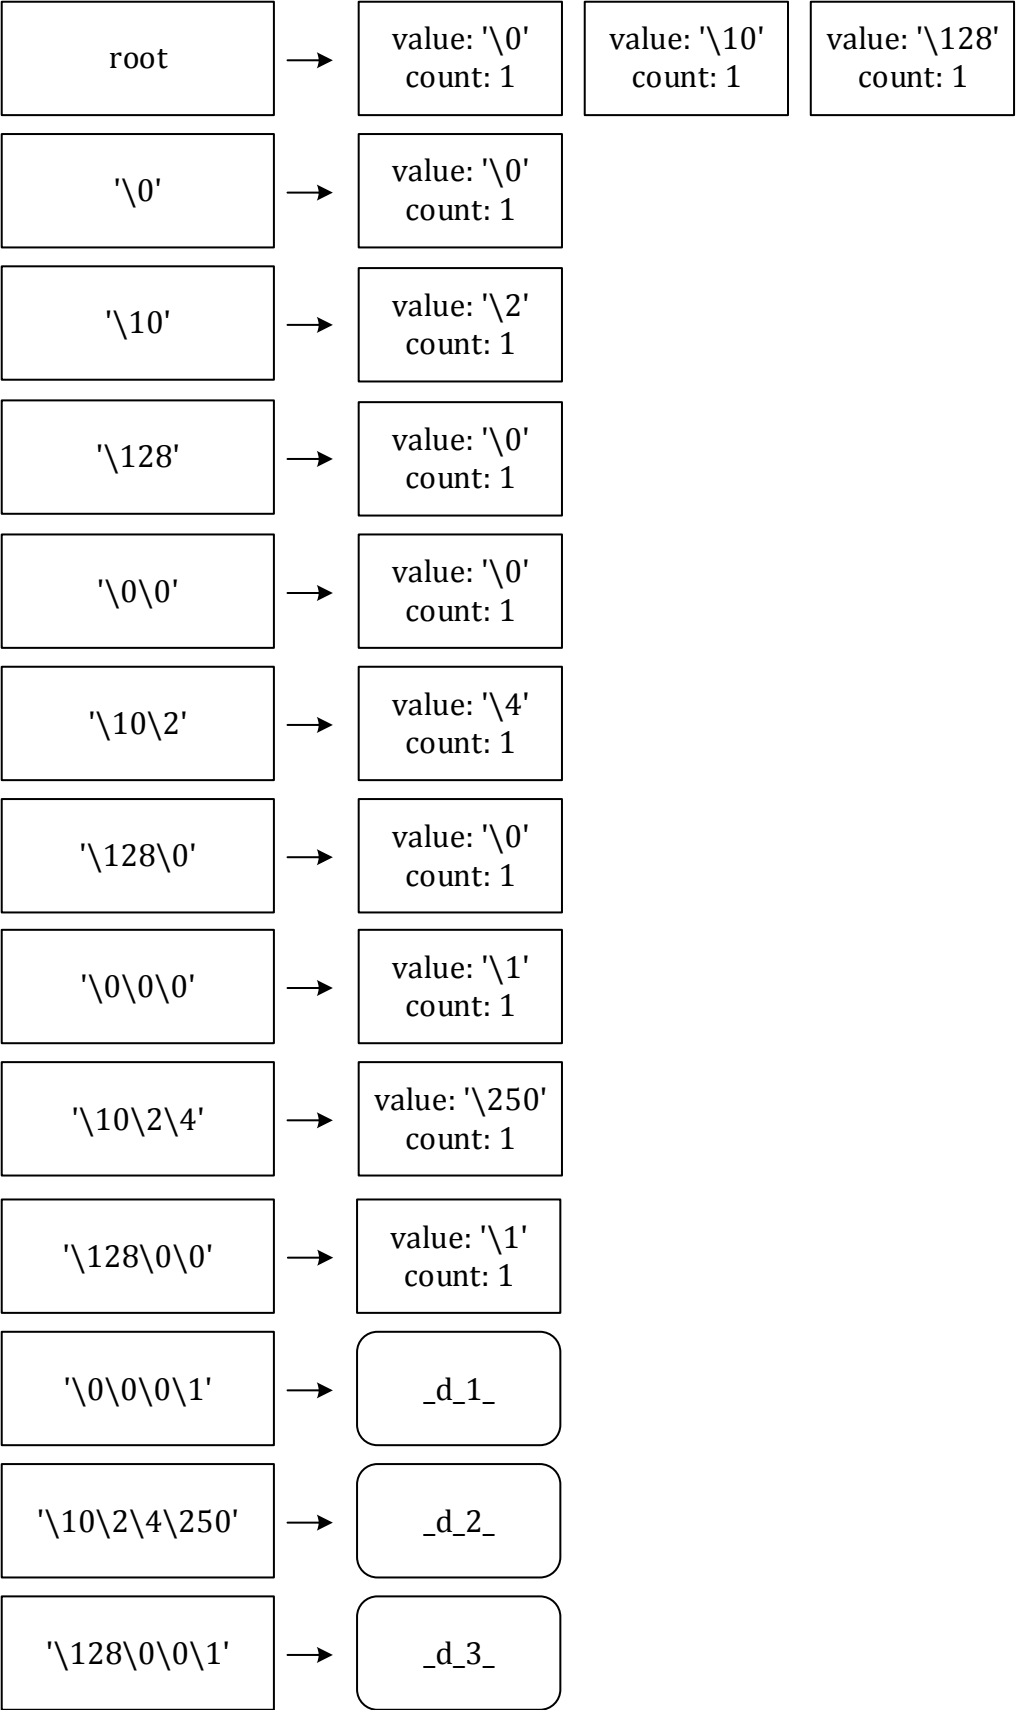 root
value: '\0'
count: 1
value: '\10'
count: 1
value: '\128'
count: 1
'\0'
value: '\0'
count: 1
'\10'
value: '\2'
count: 1
'\128'
value: '\0'
count: 1
'\0\0'
value: '\0'
count: 1
'\10\2'
value: '\4'
count: 1
'\128\0'
value: '\0'
count: 1
'\0\0\0'
value: '\1'
count: 1
'\10\2\4'
value: '\250'
count: 1
'\128\0\0'
value: '\1'
count: 1
'\0\0\0\1'
_d_1_
'\10\2\4\250'
_d_2_
'\128\0\0\1'
_d_3_